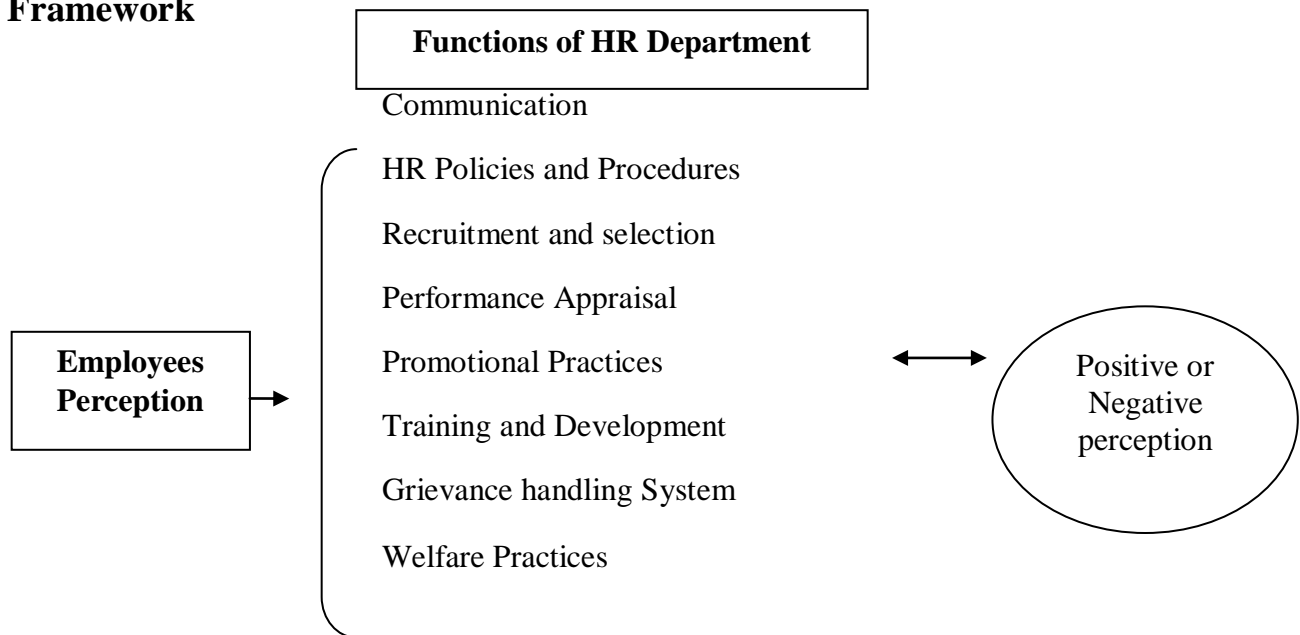 Framework
Functions of HR Department
Communication
HR Policies and Procedures
Recruitment and selection
Performance Appraisal
Promotional Practices
Training and Development
Grievance handling System
Welfare Practices
Employees
Perception
Positive or
Negative
perception